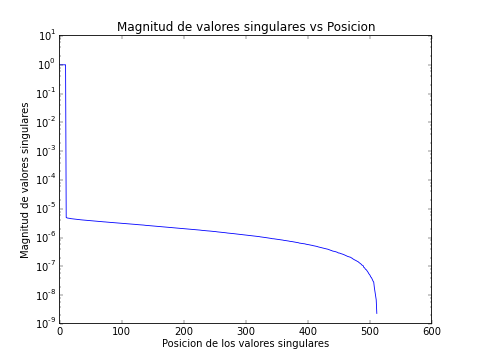 Magnitud de valores singulares vs Posicion
Magnitud de valores singulares
10^1
10^0
10^-1
10^-2
10^-3
10^-4
10^-5
10^-6
10^-7
10^-8
10^-9
0 100 200 300 400 500 600
Posicion de los valores singulares